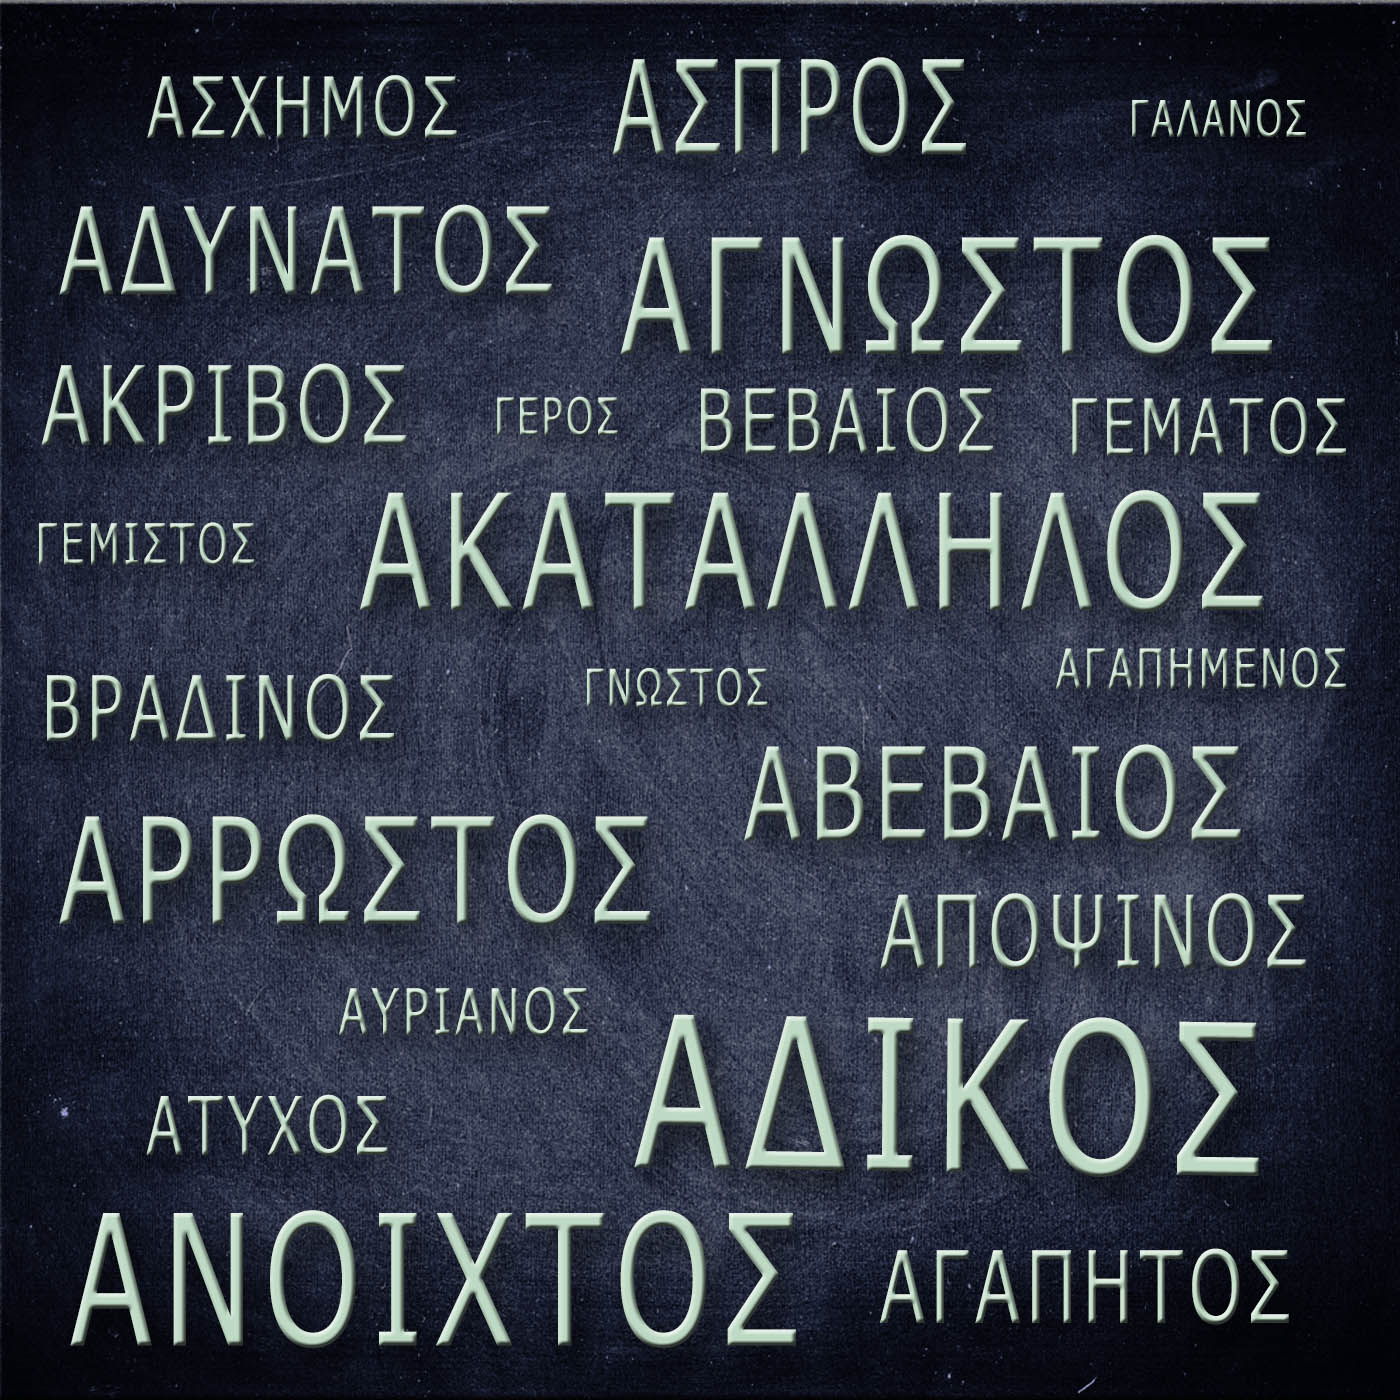 ΑΣΧΗΜΟΣ ΑΣΠΡΟΣ ΓΑΛΑΝΟΣ
ΑΔΥΝΑΤΟΣ ΑΓΝΩΣΤΟΣ
ΑΚΡΙΒΟΣ ΓΕΡΟΣ ΒΕΒΑΙΟΣ ΓΕΜΑΤΟΣ
ΓΕΜΙΣΤΟΣ ΑΚΑΤΑΛΛΗΛΟΣ
ΒΡΑΔΙΝΟΣ ΓΝΩΣΤΟΣ ΑΓΑΠΗΜΕΝΟΣ
ΑΒΕΒΑΙΟΣ
ΑΡΡΩΣΤΟΣ
ΑΠΟΨΙΝΟΣ
ΑΥΡΙΑΝΟΣ
ΑΔΙΚΟΣ
ΑΤΥΧΟΣ
ΑΝΟΙΧΤΟΣ ΑΓΑΠΗΤΟΣ